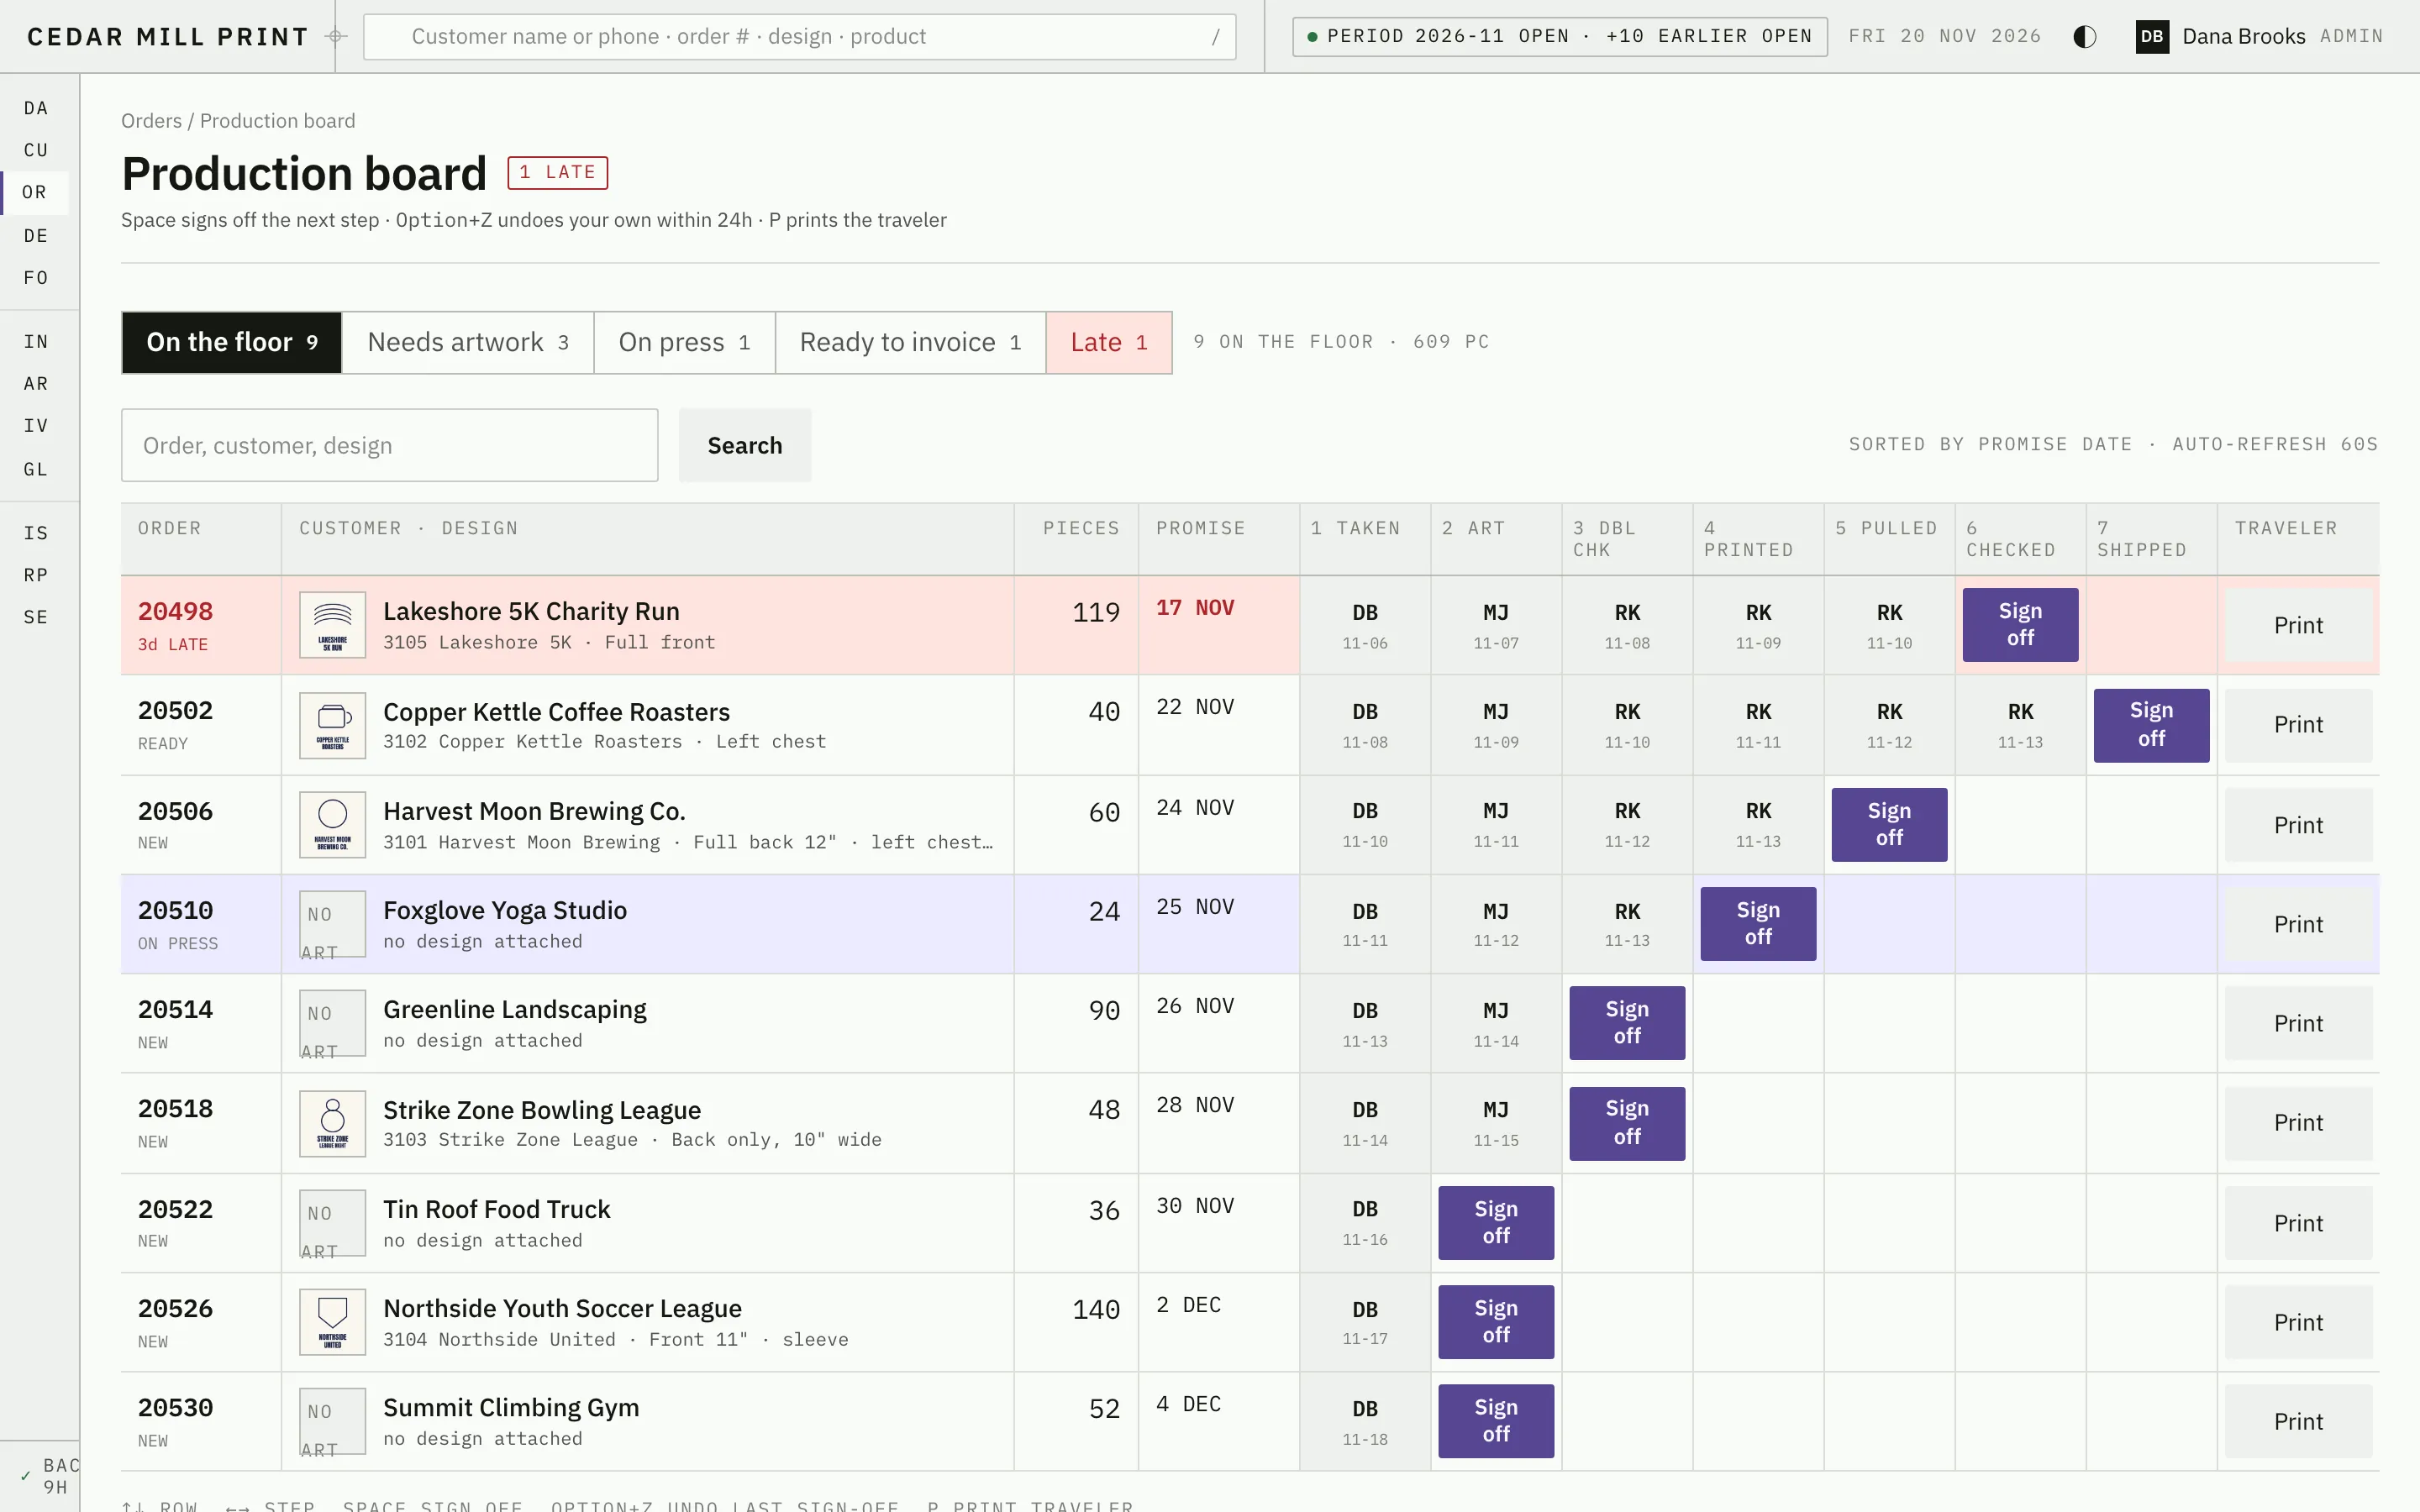 CEDAR MILL PRINT
Customer name or phone · order # · design · product /
PERIOD 2026-11 OPEN · +10 EARLIER OPEN
FRI 20 NOV 2026
DB Dana Brooks ADMIN
DA
CU
OR
DE
FO
IN
AR
IV
GL
IS
RP
SE
✓ BAC
9H
Orders / Production board
Production board 1 LATE
Space signs off the next step · Option+Z undoes your own within 24h · P prints the traveler
On the floor 9 Needs artwork 3 On press 1 Ready to invoice 1 Late 1 9 ON THE FLOOR · 609 PC
Order, customer, design Search SORTED BY PROMISE DATE · AUTO-REFRESH 60S
ORDER CUSTOMER · DESIGN PIECES PROMISE 1 TAKEN 2 ART 3 DBL CHK 4 PRINTED 5 PULLED 6 CHECKED 7 SHIPPED TRAVELER
20498 Lakeshore 5K Charity Run 119 17 NOV DB MJ RK RK RK Sign off Print
3d LATE LAKESHORE 5K RUN 3105 Lakeshore 5K · Full front 11-06 11-07 11-08 11-09 11-10
20502 Copper Kettle Coffee Roasters 40 22 NOV DB MJ RK RK RK RK Sign off Print
READY COPPER KETTLE ROASTERS 3102 Copper Kettle Roasters · Left chest 11-08 11-09 11-10 11-11 11-12 11-13
20506 Harvest Moon Brewing Co. 60 24 NOV DB MJ RK RK Sign off Print
NEW HARVEST MOON BREWING CO. 3101 Harvest Moon Brewing · Full back 12" · left chest… 11-10 11-11 11-12 11-13
20510 NO ART Foxglove Yoga Studio 24 25 NOV DB MJ RK Sign off Print
ON PRESS no design attached 11-11 11-12 11-13
20514 NO ART Greenline Landscaping 90 26 NOV DB MJ Sign off Print
NEW no design attached 11-13 11-14
20518 Strike Zone Bowling League 48 28 NOV DB MJ Sign off Print
NEW STRIKE ZONE LEAGUE NIGHT 3103 Strike Zone League · Back only, 10" wide 11-14 11-15
20522 NO ART Tin Roof Food Truck 36 30 NOV DB Sign off Print
NEW no design attached 11-16
20526 Northside Youth Soccer League 140 2 DEC DB Sign off Print
NEW NORTHSIDE UNITED 3104 Northside United · Front 11" · sleeve 11-17
20530 NO ART Summit Climbing Gym 52 4 DEC DB Sign off Print
NEW no design attached 11-18
↑↓ ROW ←→ STEP SPACE SIGN OFF OPTION+Z UNDO LAST SIGN-OFF P PRINT TRAVELER